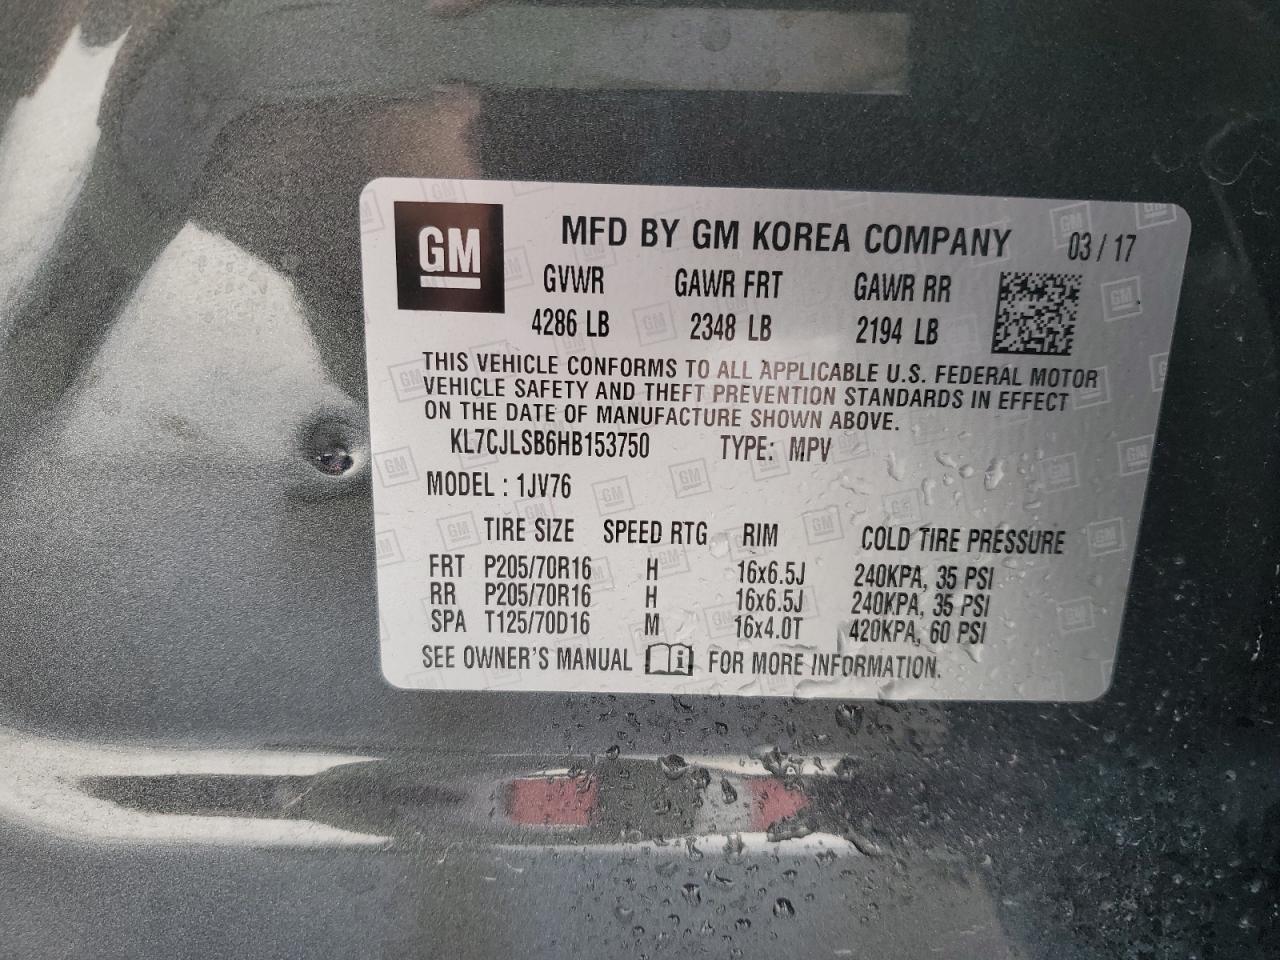 GM
MFD BY GM KOREA COMPANY 03 / 17
GVWR GAWR FRT GAWR RR
4286 LB 2348 LB 2194 LB
THIS VEHICLE CONFORMS TO ALL APPLICABLE U.S. FEDERAL MOTOR
VEHICLE SAFETY AND THEFT PREVENTION STANDARDS IN EFFECT
ON THE DATE OF MANUFACTURE SHOWN ABOVE.
KL7CJLSB6HB153750 TYPE: MPV
MODEL : 1JV76
TIRE SIZE SPEED RTG RIM COLD TIRE PRESSURE
FRT P205/70R16 H 16x6.5J 240KPA, 35 PSI
RR P205/70R16 H 16x6.5J 240KPA, 35 PSI
SPA T125/70D16 M 16x4.0T 420KPA, 60 PSI
SEE OWNER'S MANUAL i FOR MORE INFORMATION.